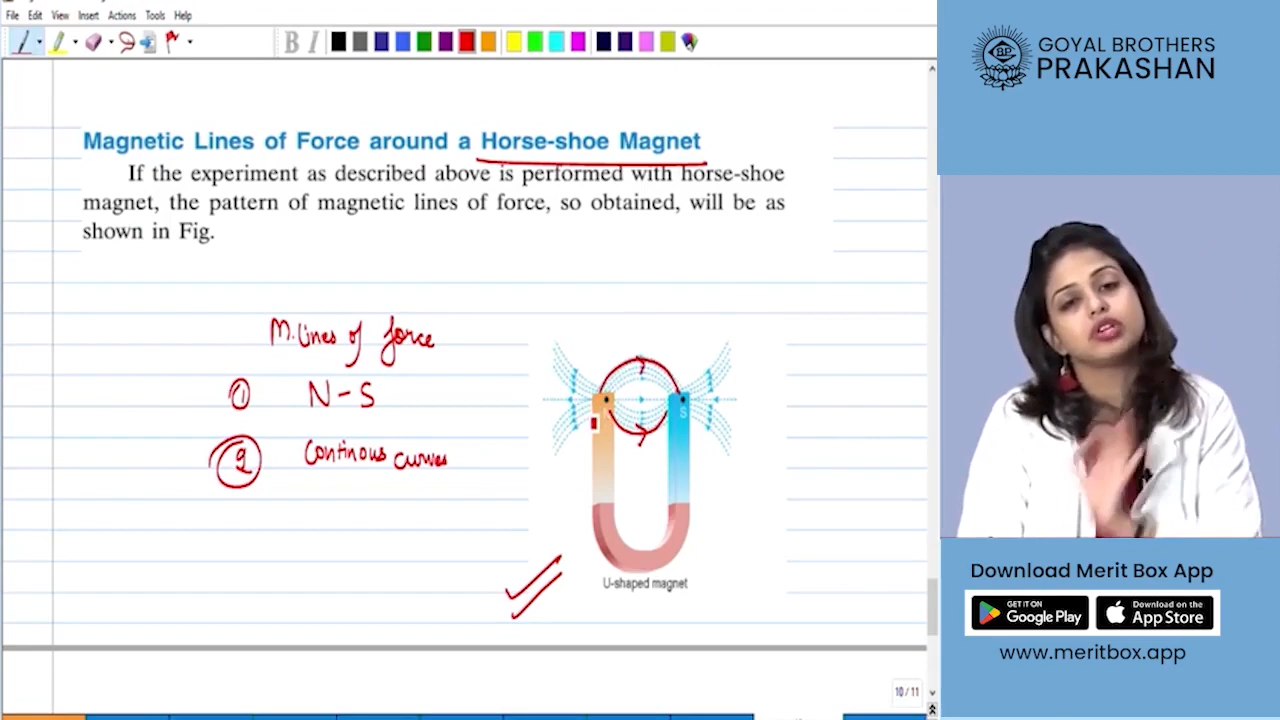 File Edit View Insert Actions Tools Help
B I
GOYAL BROTHERS
PRAKASHAN
Magnetic Lines of Force around a Horse-shoe Magnet
If the experiment as described above is performed with horse-shoe
magnet, the pattern of magnetic lines of force, so obtained, will be as
shown in Fig.
M. Lines of force
① N - S
② Continous curves
S
U-shaped magnet
Download Merit Box App
GET IT ON
Google Play
Download on the
App Store
www.meritbox.app
10 / 11